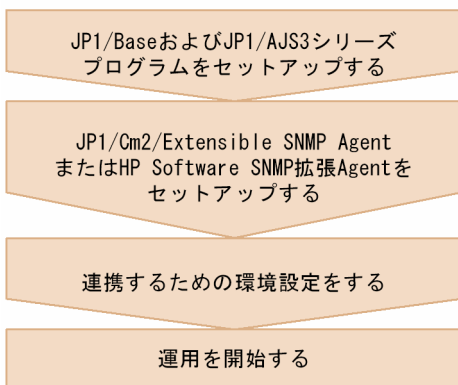 JP1/BaseおよびJP1/AJS3シリーズ
プログラムをセットアップする
JP1/Cm2/Extensible SNMP Agent
またはHP Software SNMP拡張Agentを
セットアップする
連携するための環境設定をする
運用を開始する